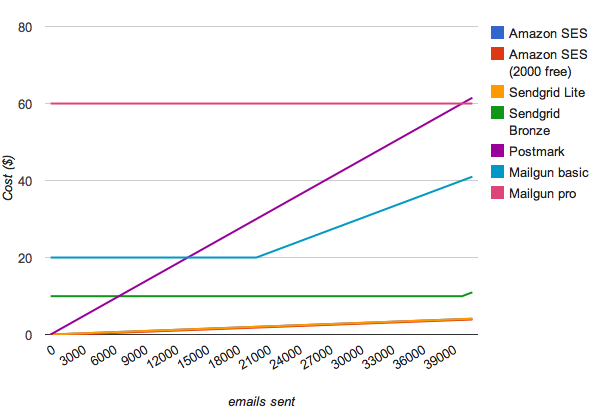 80
60
40
20
0
Cost ($)
0
3000
6000
9000
12000
15000
18000
21000
24000
27000
30000
33000
36000
39000
emails sent
Amazon SES
Amazon SES
(2000 free)
Sendgrid Lite
Sendgrid
Bronze
Postmark
Mailgun basic
Mailgun pro